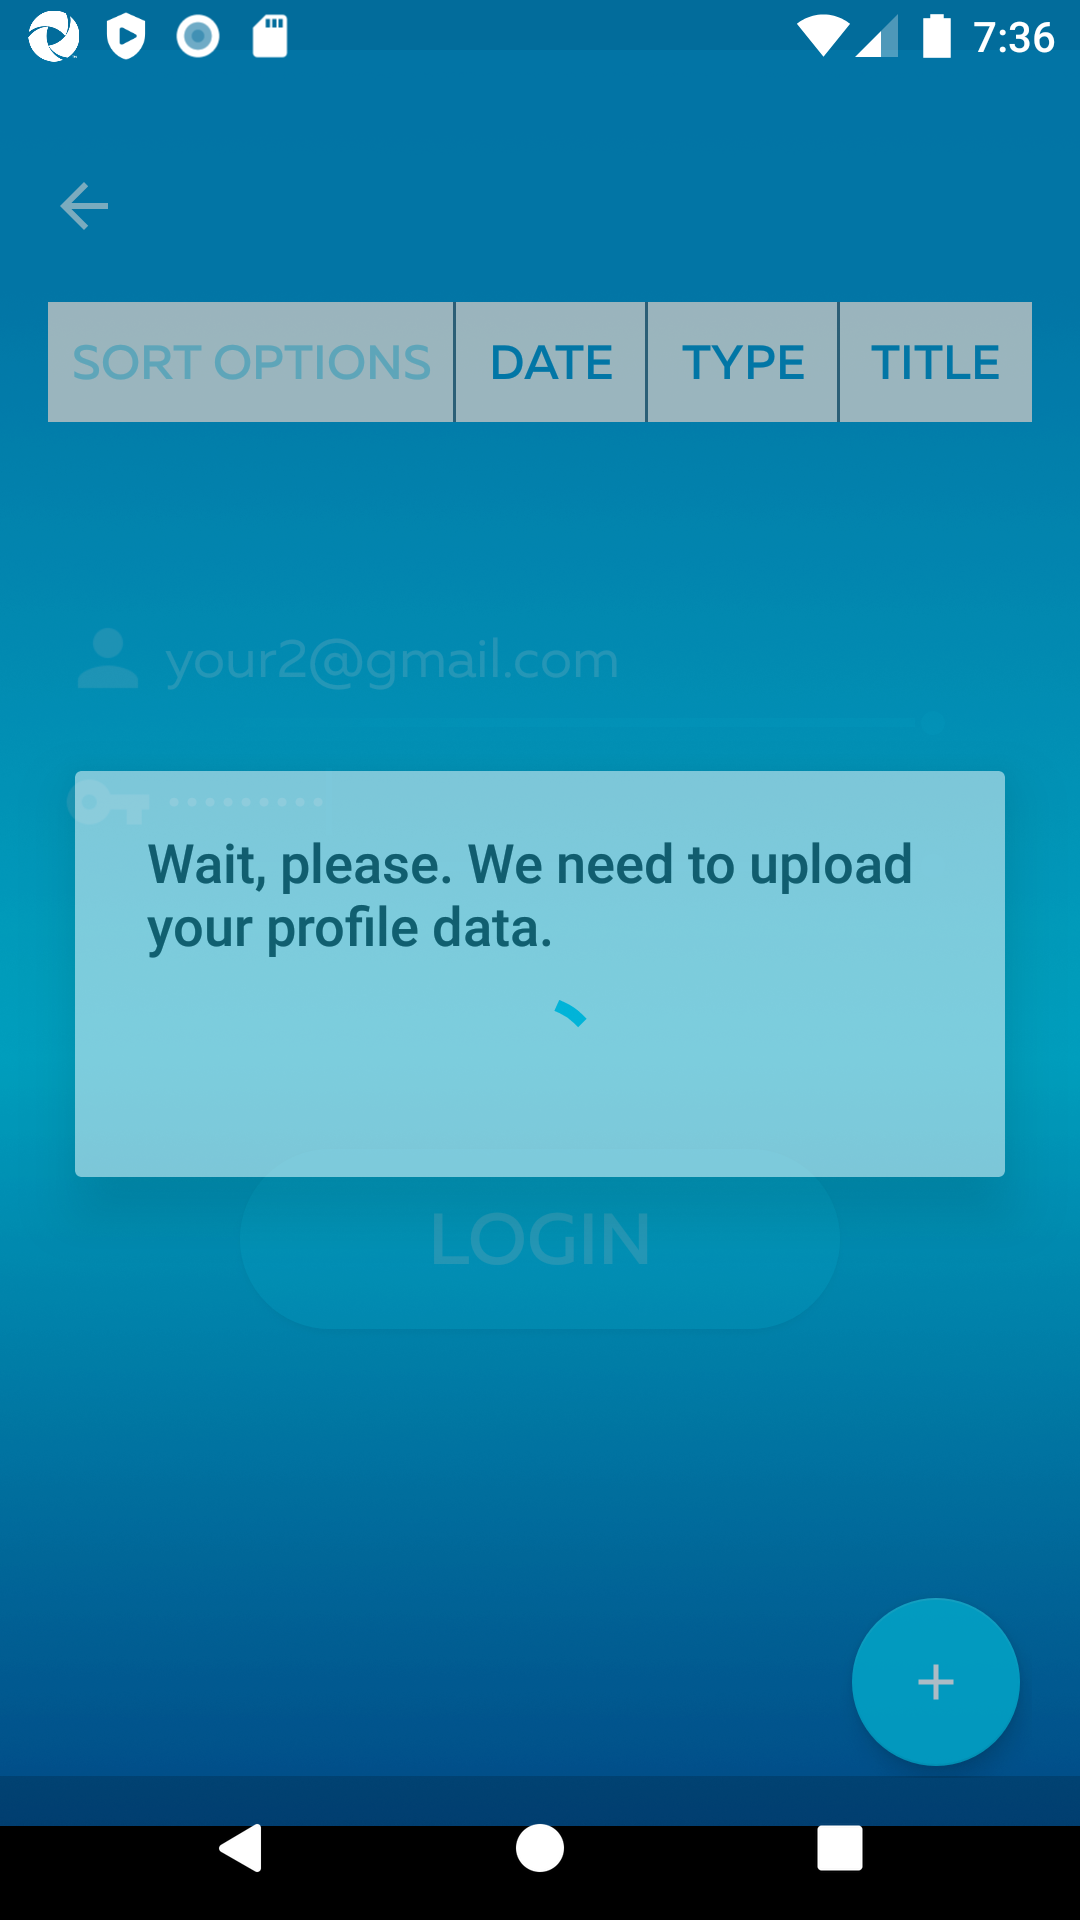 7:36
SORT OPTIONS DATE TYPE TITLE
your2@gmail.com
Wait, please. We need to upload
your profile data.
LOGIN